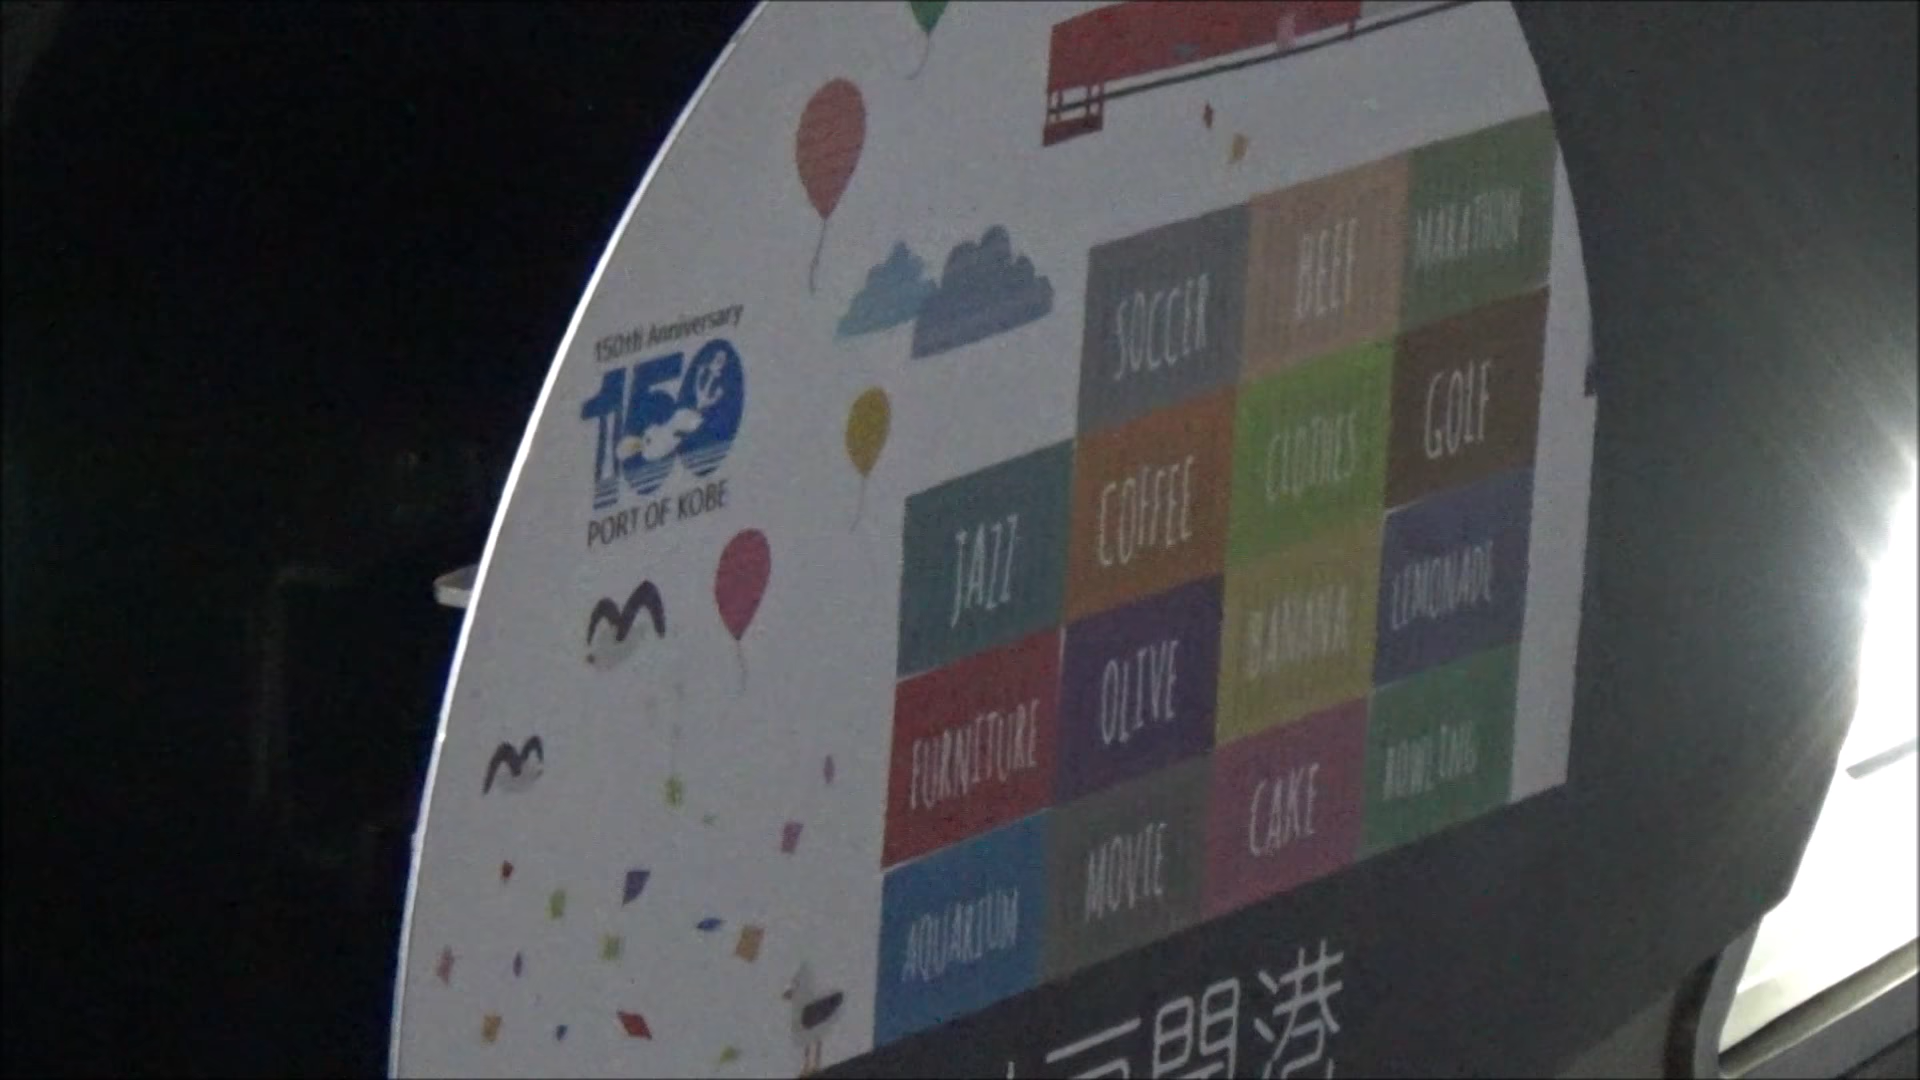 150th Anniversary
150
PORT OF KOBE
SOCCER
BEEF
MARATHON
JAZZ
COFFEE
CLOTHES
GOLF
FURNITURE
OLIVE
BANANA
LEMONADE
AQUARIUM
MOVIE
CAKE
BOWLING
戸開港